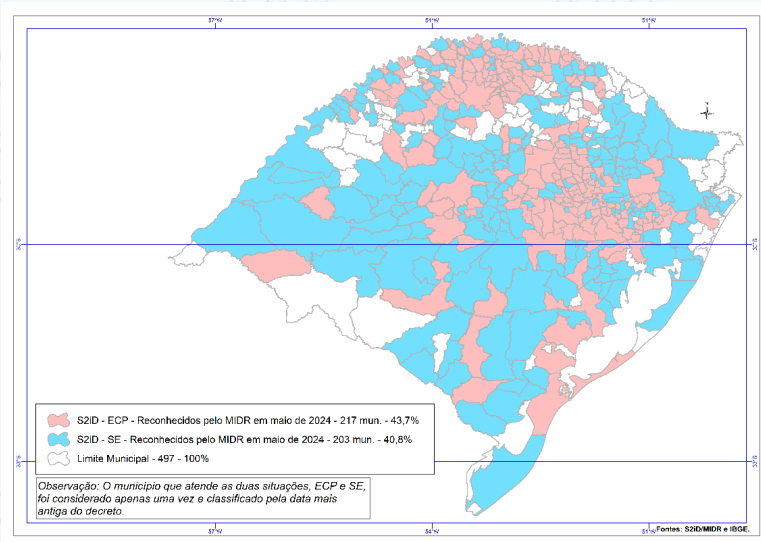 57°W 54°W 51°W
30°S 30°S
S2iD - ECP - Reconhecidos pelo MIDR em maio de 2024 - 217 mun. - 43,7%
S2iD - SE - Reconhecidos pelo MIDR em maio de 2024 - 203 mun. - 40,8%
Limite Municipal - 497 - 100%
33°S 33°S
Observação: O município que atende as duas situações, ECP e SE,
foi considerado apenas uma vez e classificado pela data mais
antiga do decreto.
57°W 54°W 51°W
Fontes: S2iD/MIDR e IBGE.